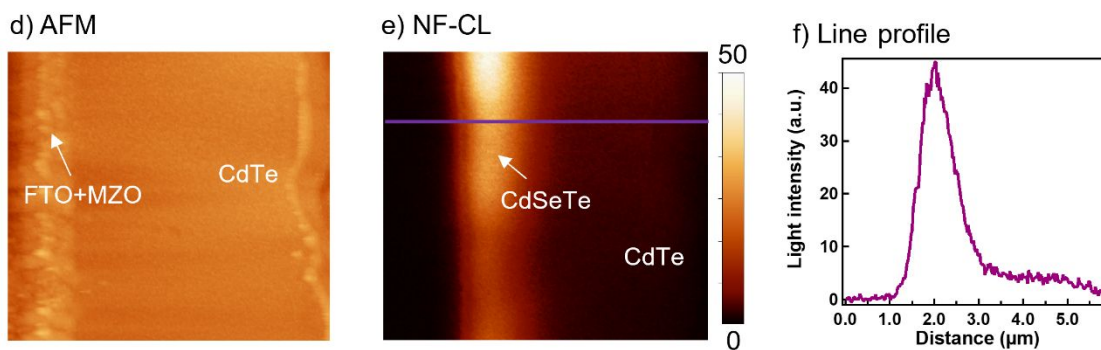 d) AFM
FTO+MZO
CdTe
e) NF-CL
CdSeTe
CdTe
50
0
f) Line profile
Light intensity (a.u.)
40
30
20
10
0
0.0 1.0 2.0 3.0 4.0 5.0
Distance (µm)